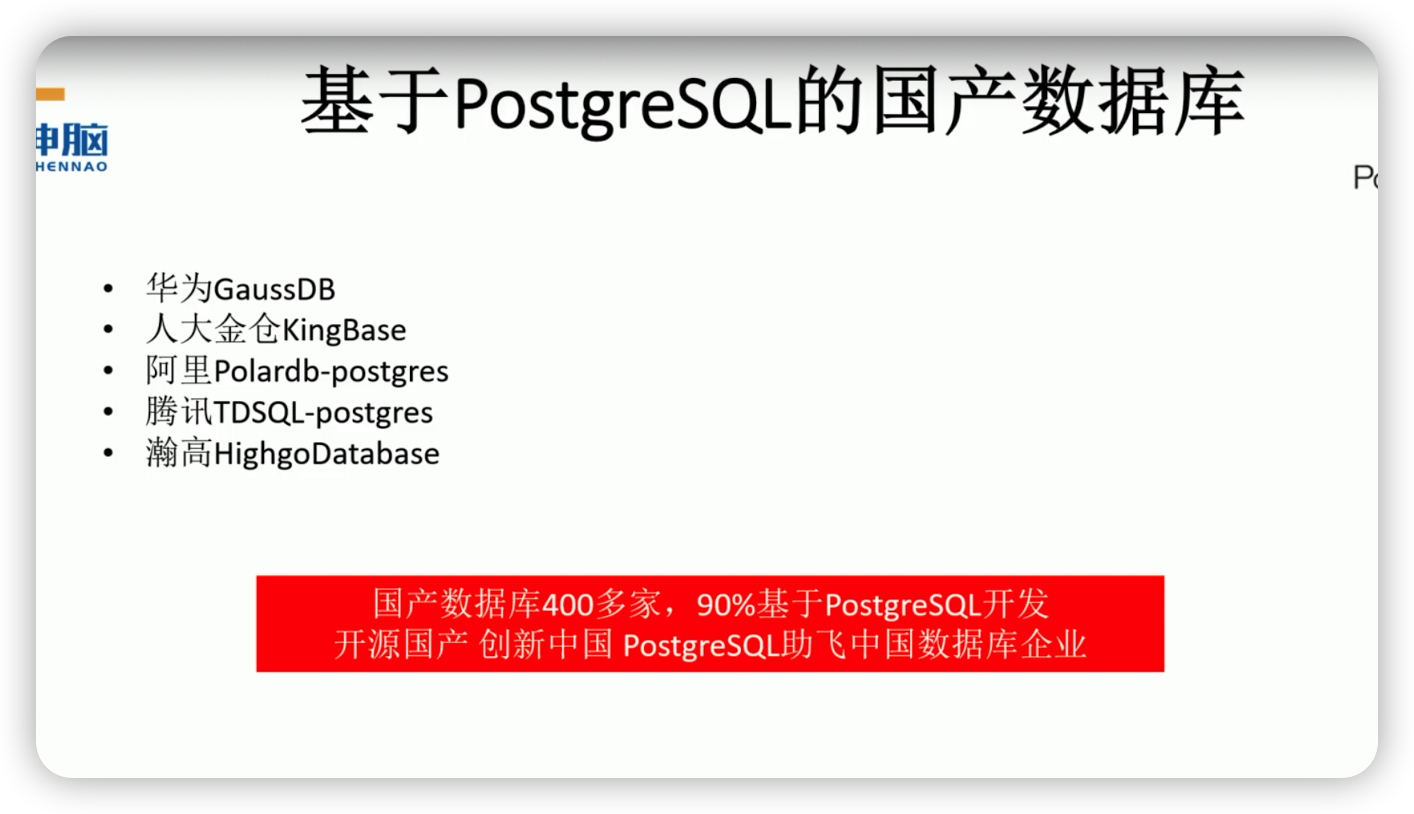 基于PostgreSQL的国产数据库
申脑
HENNAO
• 华为GaussDB
• 人大金仓KingBase
• 阿里Polardb-postgres
• 腾讯TDSQL-postgres
• 瀚高HighgoDatabase
国产数据库400多家，90%基于PostgreSQL开发
开源国产 创新中国 PostgreSQL助飞中国数据库企业